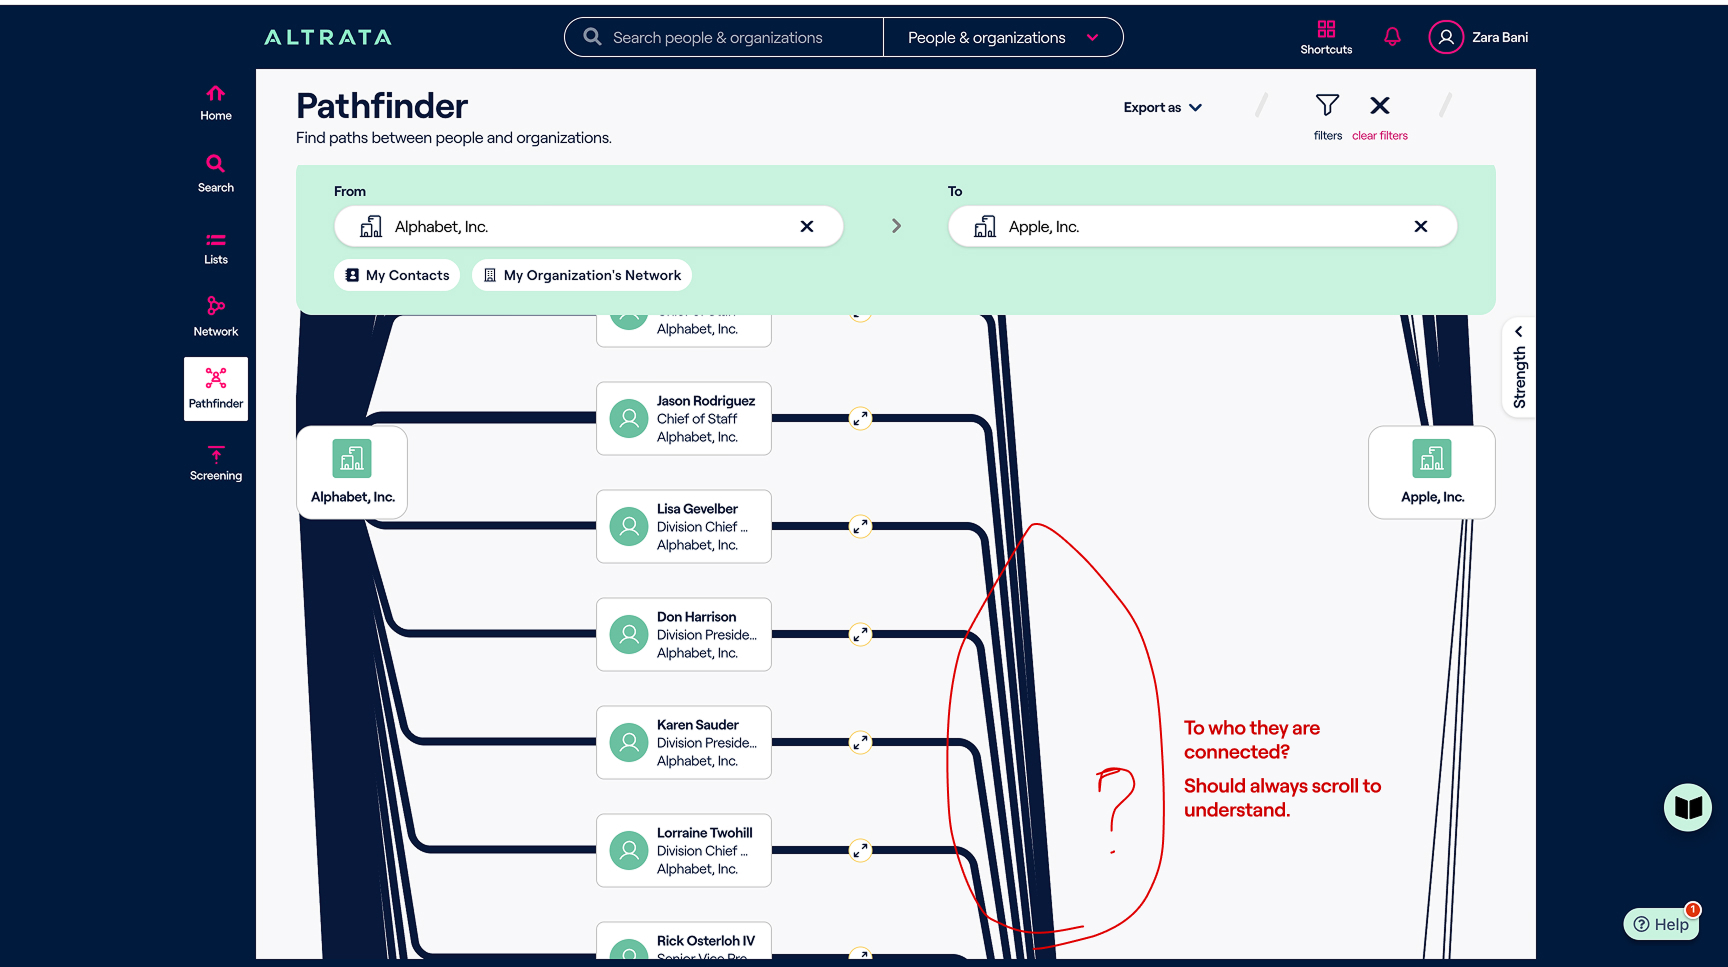 ALTRATA
Search people & organizations
People & organizations
Shortcuts
Zara Bani
Home
Search
Lists
Network
Pathfinder
Screening
Pathfinder
Find paths between people and organizations.
Export as
filters
clear filters
From
Alphabet, Inc.
To
Apple, Inc.
My Contacts
My Organization's Network
Strength
Alphabet, Inc.
Jason Rodriguez
Chief of Staff
Alphabet, Inc.
Lisa Gevelber
Division Chief ...
Alphabet, Inc.
Don Harrison
Division Preside...
Alphabet, Inc.
Karen Sauder
Division Preside...
Alphabet, Inc.
Lorraine Twohill
Division Chief ...
Alphabet, Inc.
Rick Osterloh IV
Alphabet, Inc.
Apple, Inc.
?
To who they are
connected?
Should always scroll to
understand.
Help
1